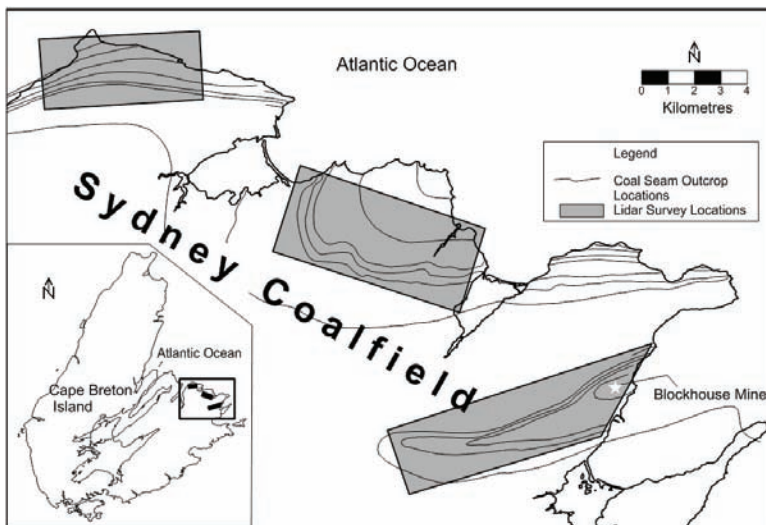 Atlantic Ocean
N
0 1 2 3 4
Kilometres
Legend
Coal Seam Outcrop
Locations
Lidar Survey Locations
Sydney Coalfield
N
Atlantic Ocean
Cape Breton
Island
Blockhouse Mine